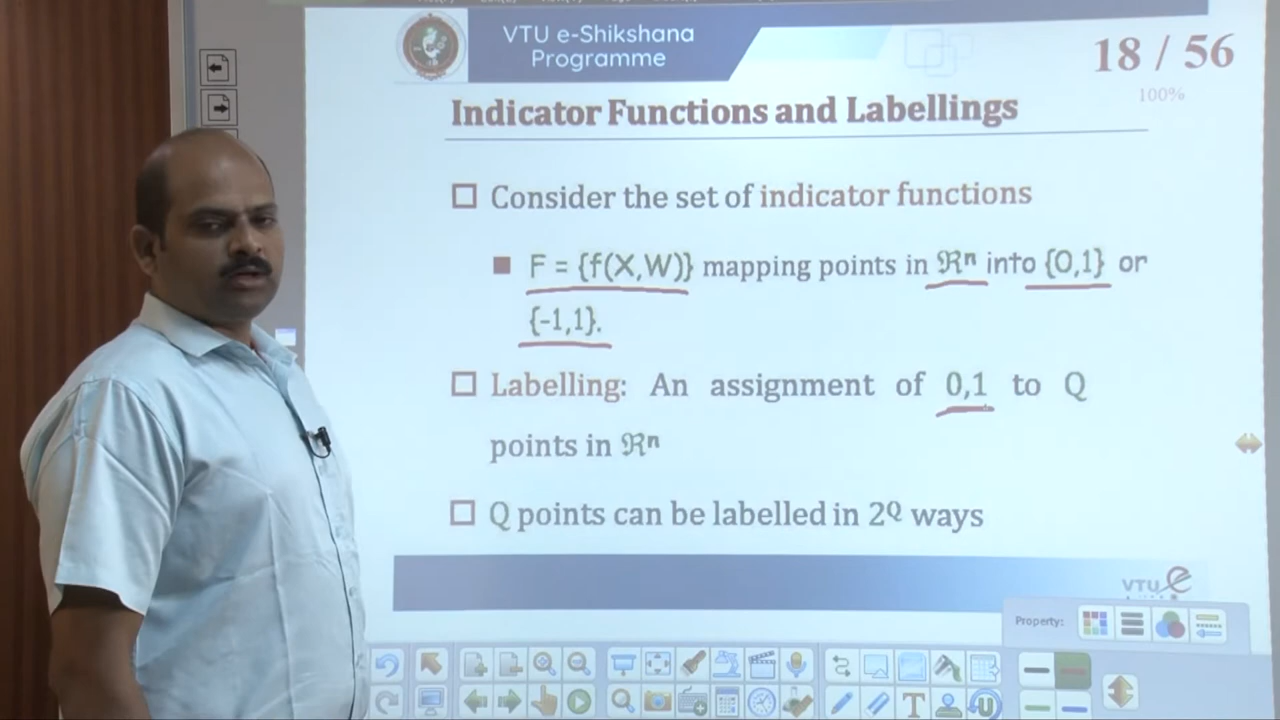 VTU e-Shikshana
Programme
18 / 56
100%
Indicator Functions and Labellings
Consider the set of indicator functions
F = {f(X,W)} mapping points in ℜⁿ into {0,1} or
{-1,1}.
Labelling: An assignment of 0,1 to Q
points in ℜⁿ
Q points can be labelled in 2^Q ways
VTU e
Property:
T